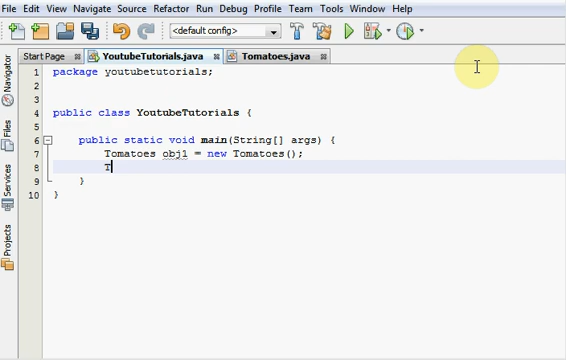 File Edit View Navigate Source Refactor Run Debug Profile Team Tools Window Help
<default config>
Start Page YoutubeTutorials.java Tomatoes.java
Navigator
Files
Services
Projects
1 package youtubetutorials;
2
3
4 public class YoutubeTutorials {
5
6 public static void main(String[] args) {
7 Tomatoes obj1 = new Tomatoes();
8 T
9 }
10 }